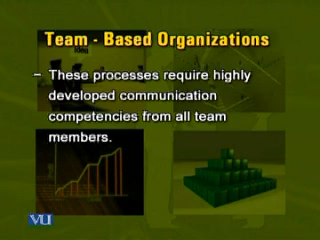 Team - Based Organizations
– These processes require highly
developed communication
competencies from all team
members.
VU